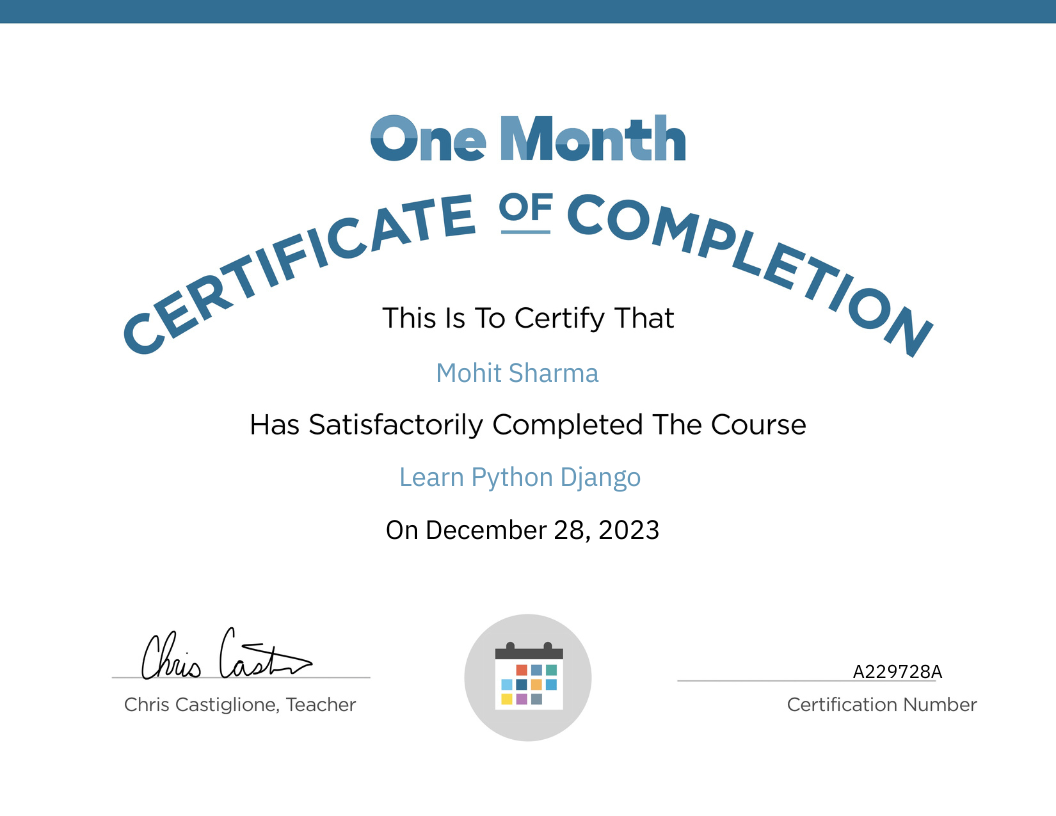 One Month
CERTIFICATE OF COMPLETION
This Is To Certify That
Mohit Sharma
Has Satisfactorily Completed The Course
Learn Python Django
On December 28, 2023
Chris Cast
A229728A
Chris Castiglione, Teacher
Certification Number